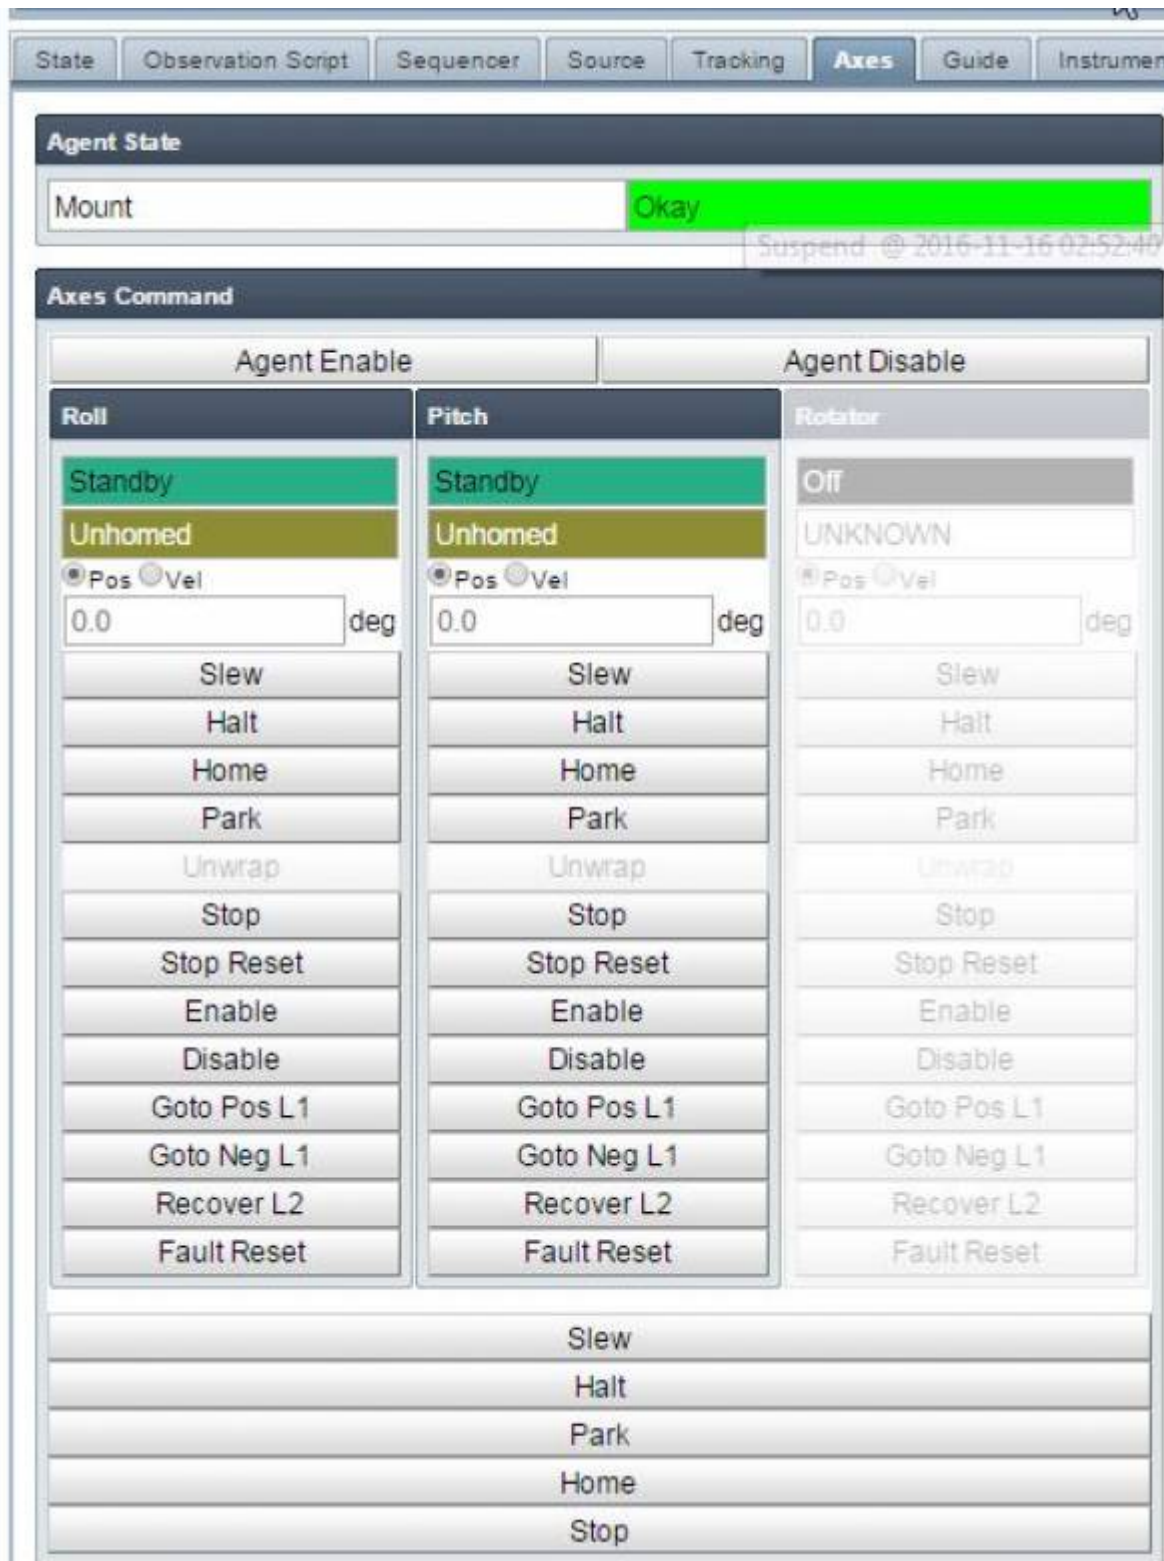 State Observation Script Sequencer Source Tracking Axes Guide Instrumen
Agent State
Mount Okay
Suspend @ 2016-11-16 02:52:40
Axes Command
Agent Enable Agent Disable
Roll Pitch Rotator
Standby Standby Off
Unhomed Unhomed UNKNOWN
Pos Vel Pos Vel Pos Vel
0.0 deg 0.0 deg 0.0 deg
Slew Slew Slew
Halt Halt Halt
Home Home Home
Park Park Park
Unwrap Unwrap Unwrap
Stop Stop Stop
Stop Reset Stop Reset Stop Reset
Enable Enable Enable
Disable Disable Disable
Goto Pos L1 Goto Pos L1 Goto Pos L1
Goto Neg L1 Goto Neg L1 Goto Neg L1
Recover L2 Recover L2 Recover L2
Fault Reset Fault Reset Fault Reset
Slew
Halt
Park
Home
Stop